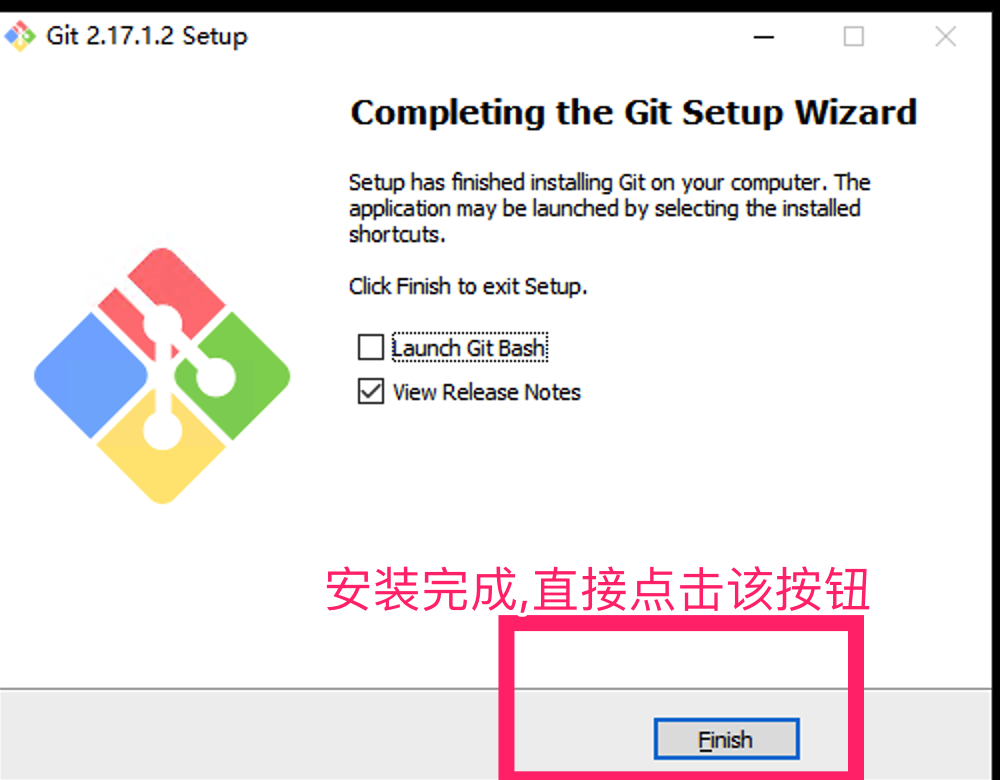 Git 2.17.1.2 Setup
Completing the Git Setup Wizard
Setup has finished installing Git on your computer. The
application may be launched by selecting the installed
shortcuts.
Click Finish to exit Setup.
Launch Git Bash
View Release Notes
安装完成,直接点击该按钮
Finish